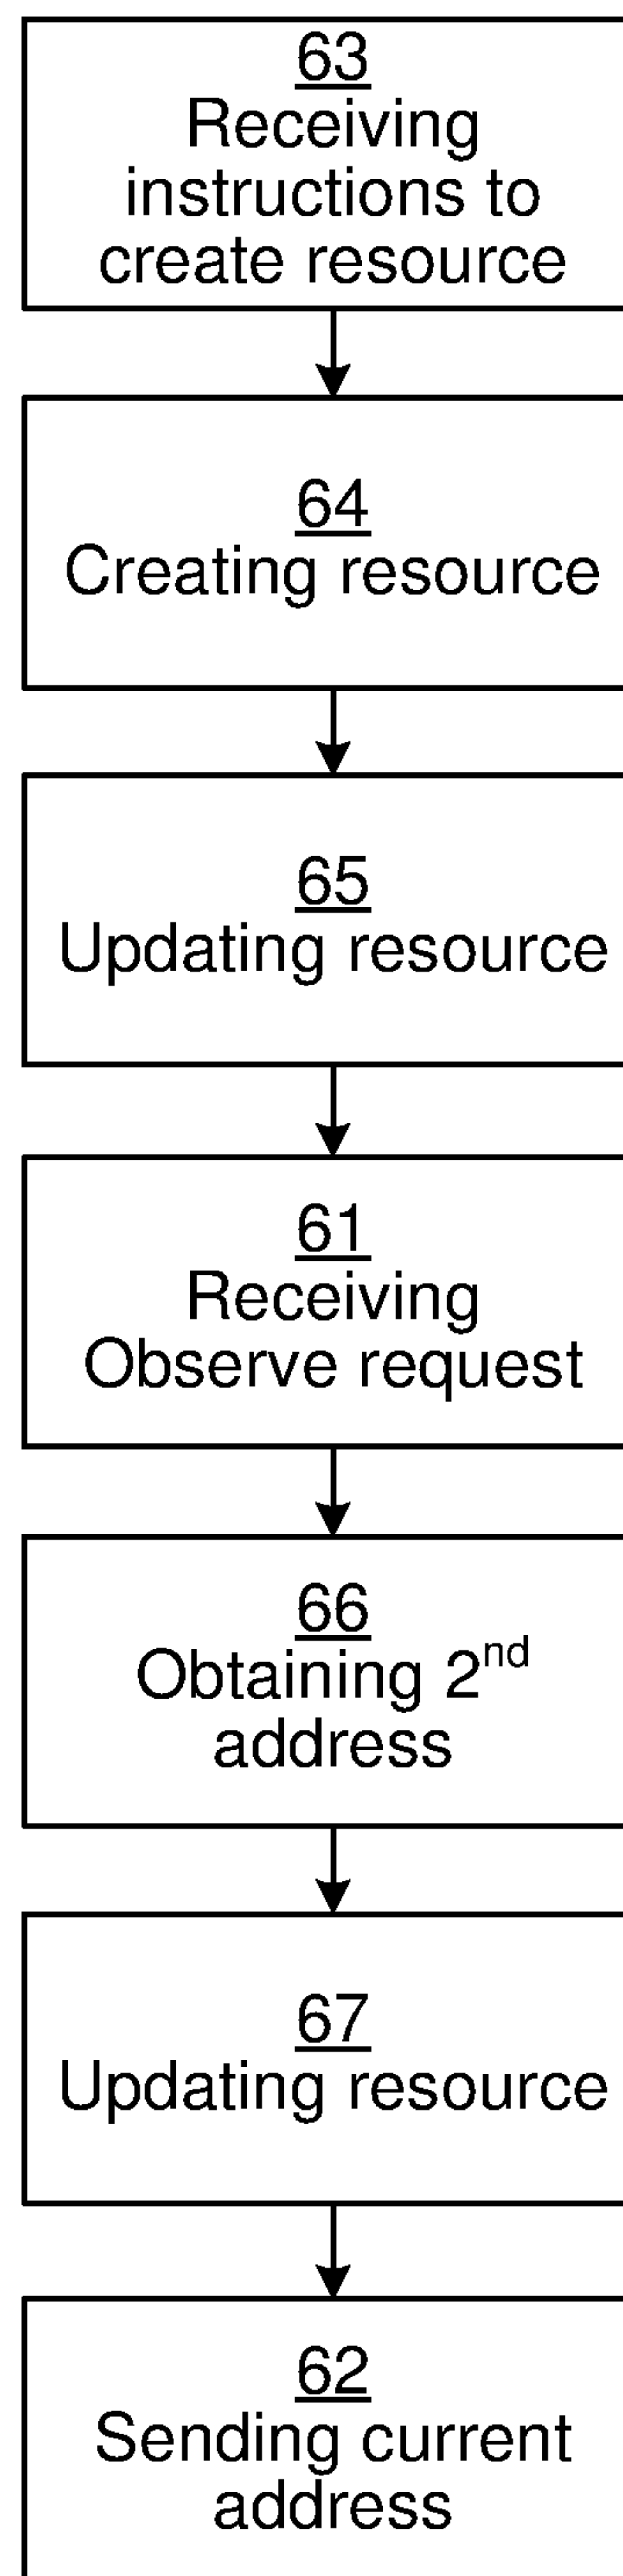 63
Receiving
instructions to
create resource
64
Creating resource
65
Updating resource
61
Receiving
Observe request
66
Obtaining 2nd
address
67
Updating resource
62
Sending current
address